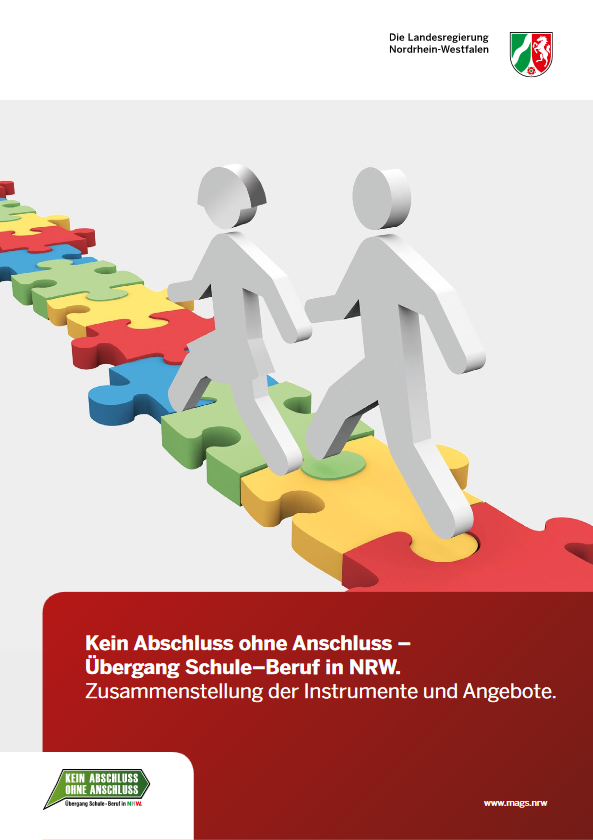 Die Landesregierung
Nordrhein-Westfalen
Kein Abschluss ohne Anschluss –
Übergang Schule–Beruf in NRW.
Zusammenstellung der Instrumente und Angebote.
KEIN ABSCHLUSS
OHNE ANSCHLUSS
Übergang Schule-Beruf in NRW.
www.mags.nrw